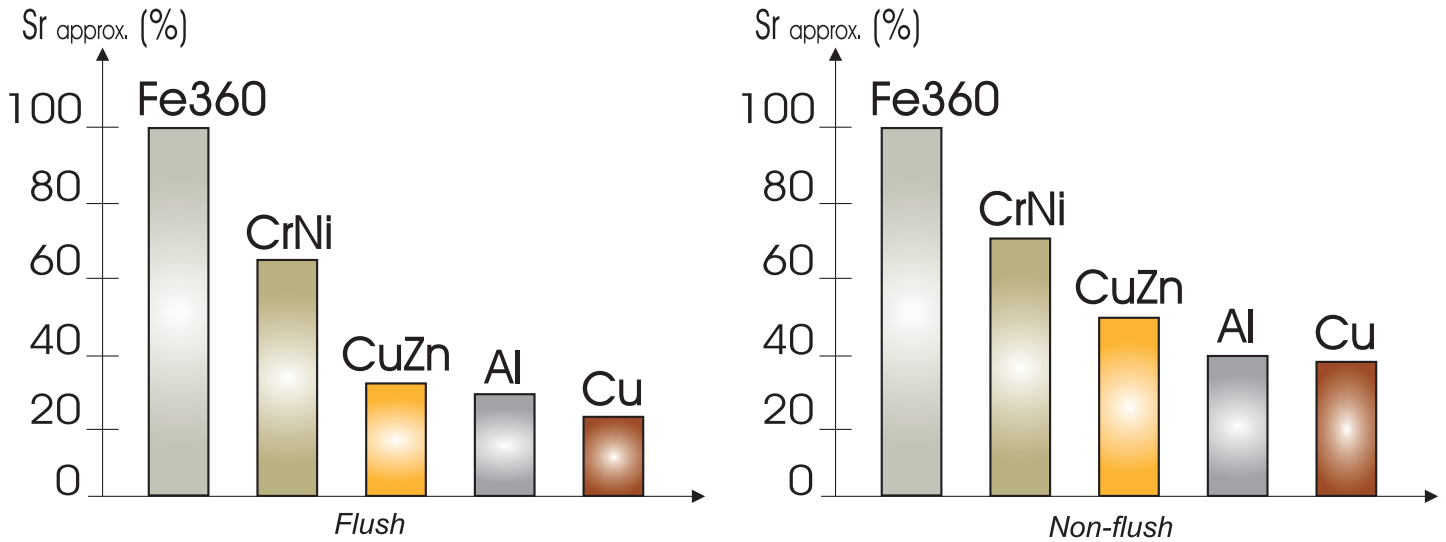 Sr approx. (%)
100
80
60
40
20
0
Fe360
CrNi
CuZn
Al
Cu
Flush
Sr approx. (%)
100
80
60
40
20
0
Fe360
CrNi
CuZn
Al
Cu
Non-flush